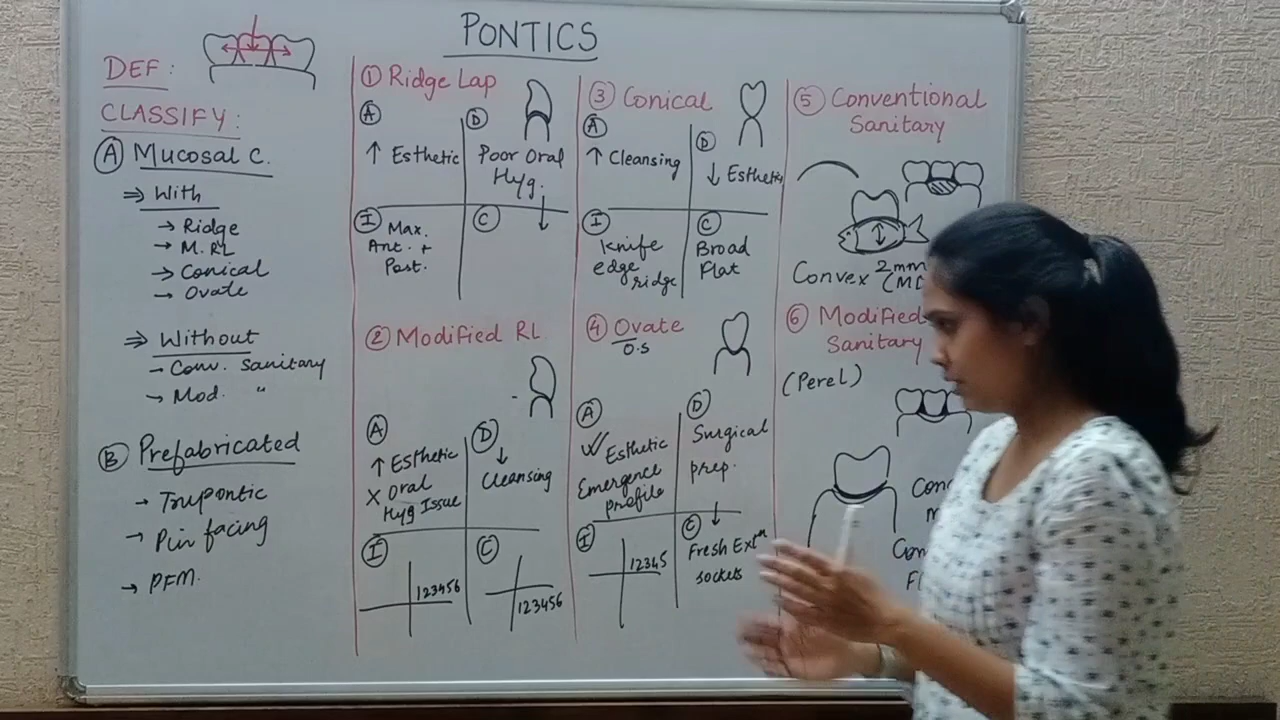 PONTICS
DEF:
CLASSIFY:
Ⓐ Mucosal C.
⇒ With
→ Ridge
→ M. RL
→ Conical
→ Ovate
⇒ Without
→ Conv. Sanitary
→ Mod. "
Ⓑ Prefabricated
→ Trupontic
→ Pin facing
→ PFM.
① Ridge Lap
Ⓐ
↑ Esthetic
Ⓓ
Poor Oral
Hyg.
↓
Ⓘ Max.
Ant. +
Post.
Ⓒ
② Modified RL
Ⓐ
↑ Esthetic
X Oral
Hyg Issue
Ⓓ
↓
Cleansing
Ⓘ
123456
Ⓒ
123456
③ Conical
Ⓐ
↑ Cleansing
Ⓓ
↓ Esthetic
Ⓘ
Knife
edge
ridge
Ⓒ
Broad
Flat
④ Ovate
O.S
Ⓐ
Esthetic
Emergence
profile
Ⓓ
Surgical
prep.
↓
Ⓘ
12345
Ⓒ
Fresh Extⁿ
sockets
⑤ Conventional
Sanitary
Convex 2mm
⑥ Modified
Sanitary
(Perel)